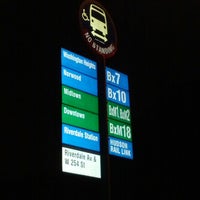 NO STANDING
Washington Heights
Bx7
Norwood
Bx10
Midtown
BxM1, BxM2
Downtown
BxM18
Riverdale Station
HUDSON
RAIL LINK
Riverdale Av &
W 254 St